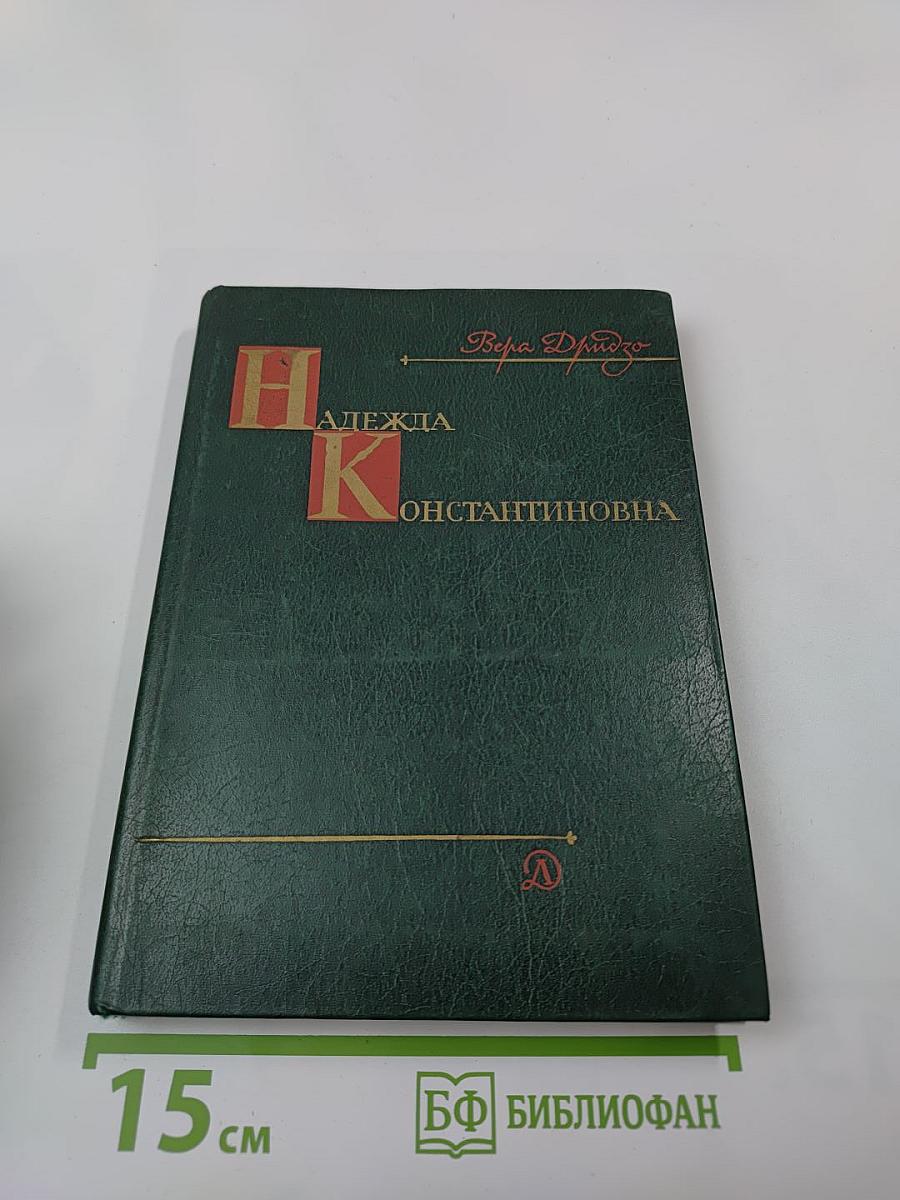 Вера Дридзо
Надежда
Константиновна
Д
15 см
БФ БИБЛИОФАН